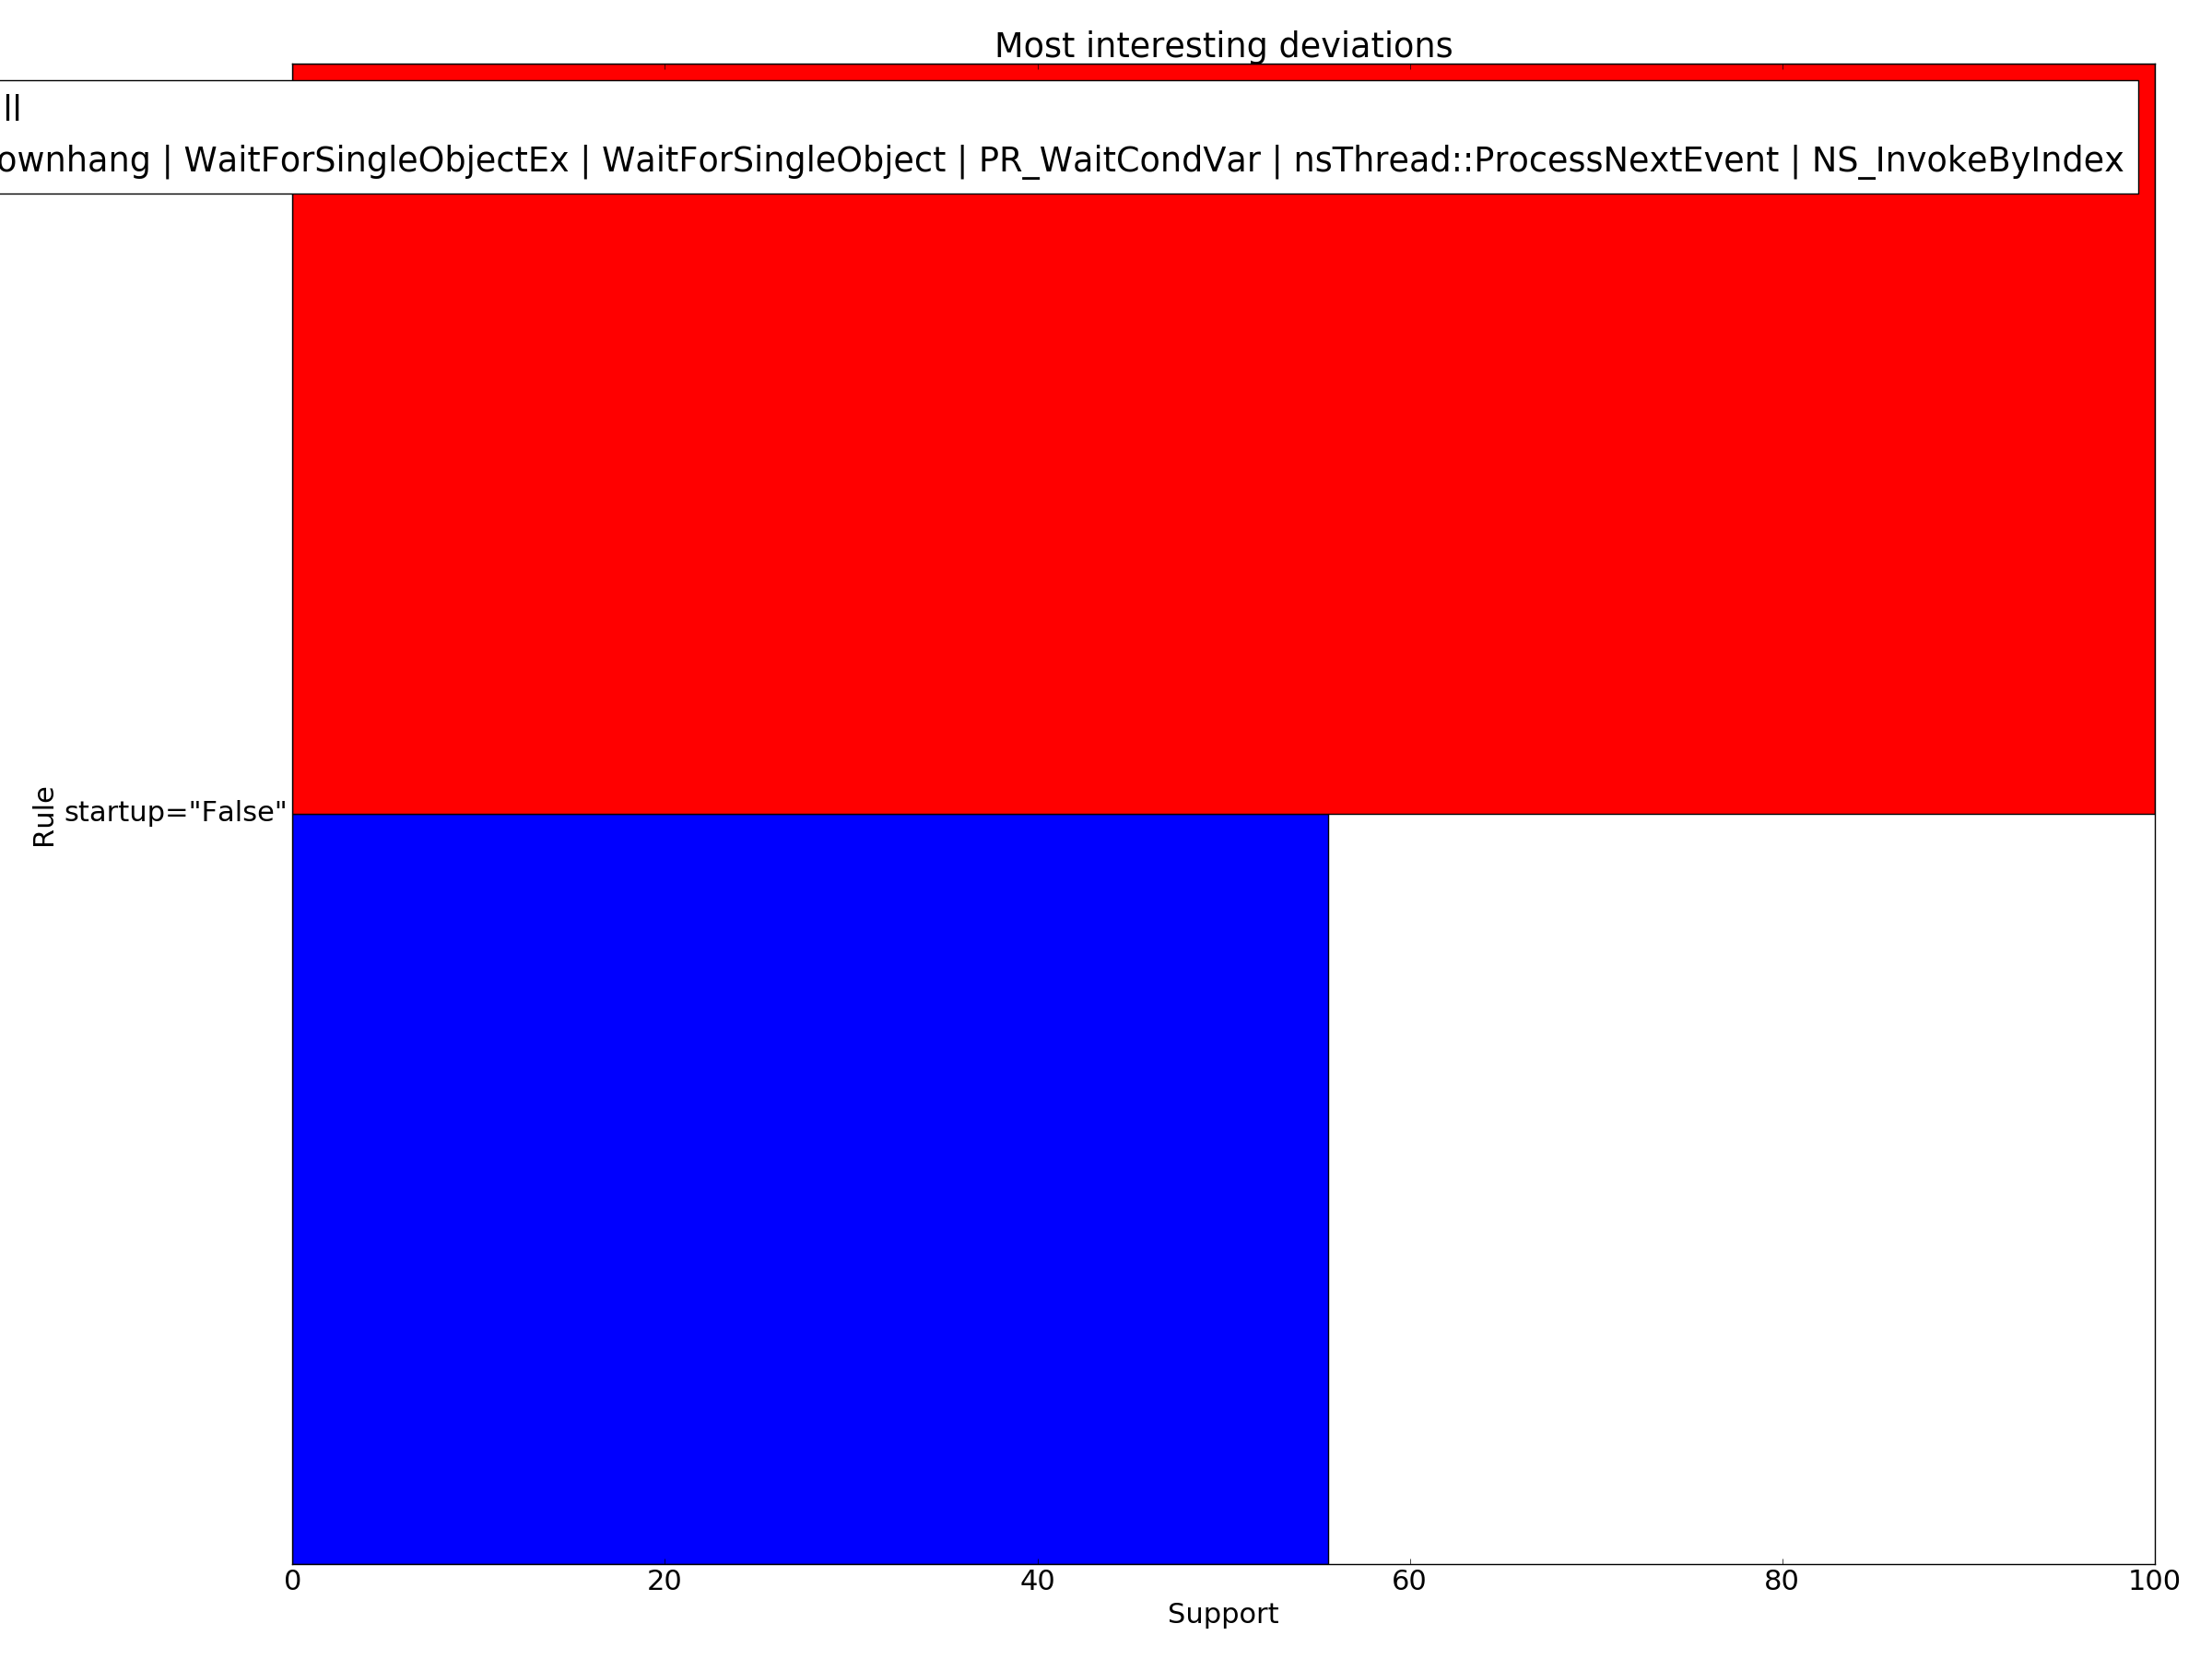 Most interesting deviations
ll
ownhang | WaitForSingleObjectEx | WaitForSingleObject | PR_WaitCondVar | nsThread::ProcessNextEvent | NS_InvokeByIndex
Rule
startup="False"
0 20 40 60 80 100
Support